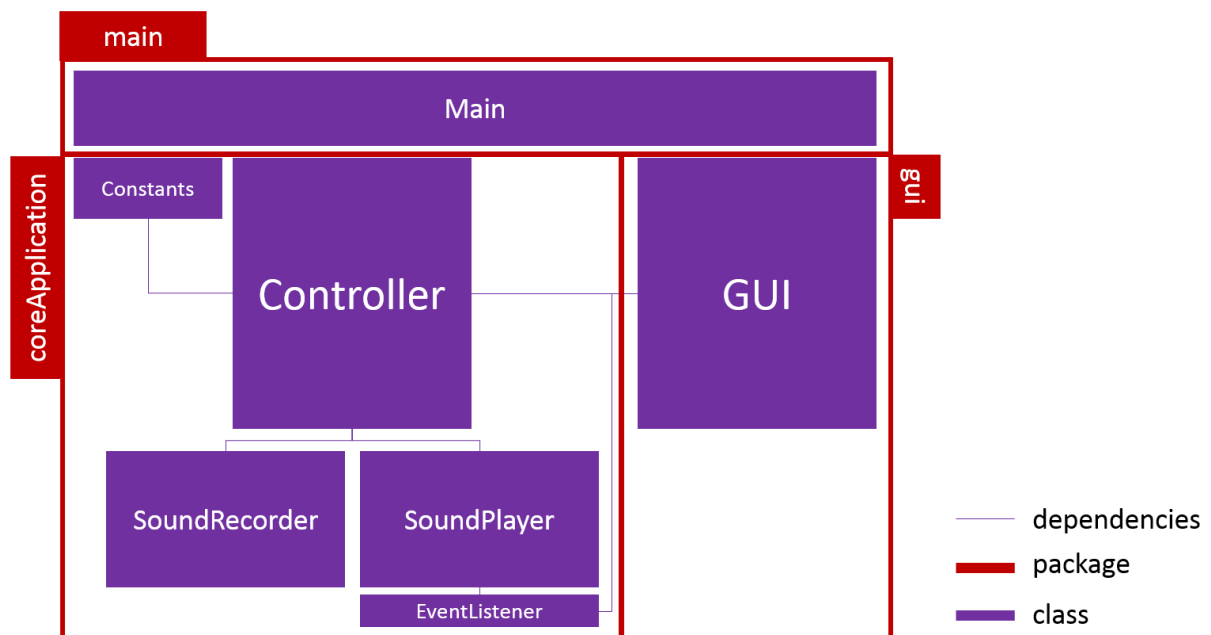 main
Main
coreApplication
Constants
Controller
GUI
gui
SoundRecorder
SoundPlayer
EventListener
dependencies
package
class